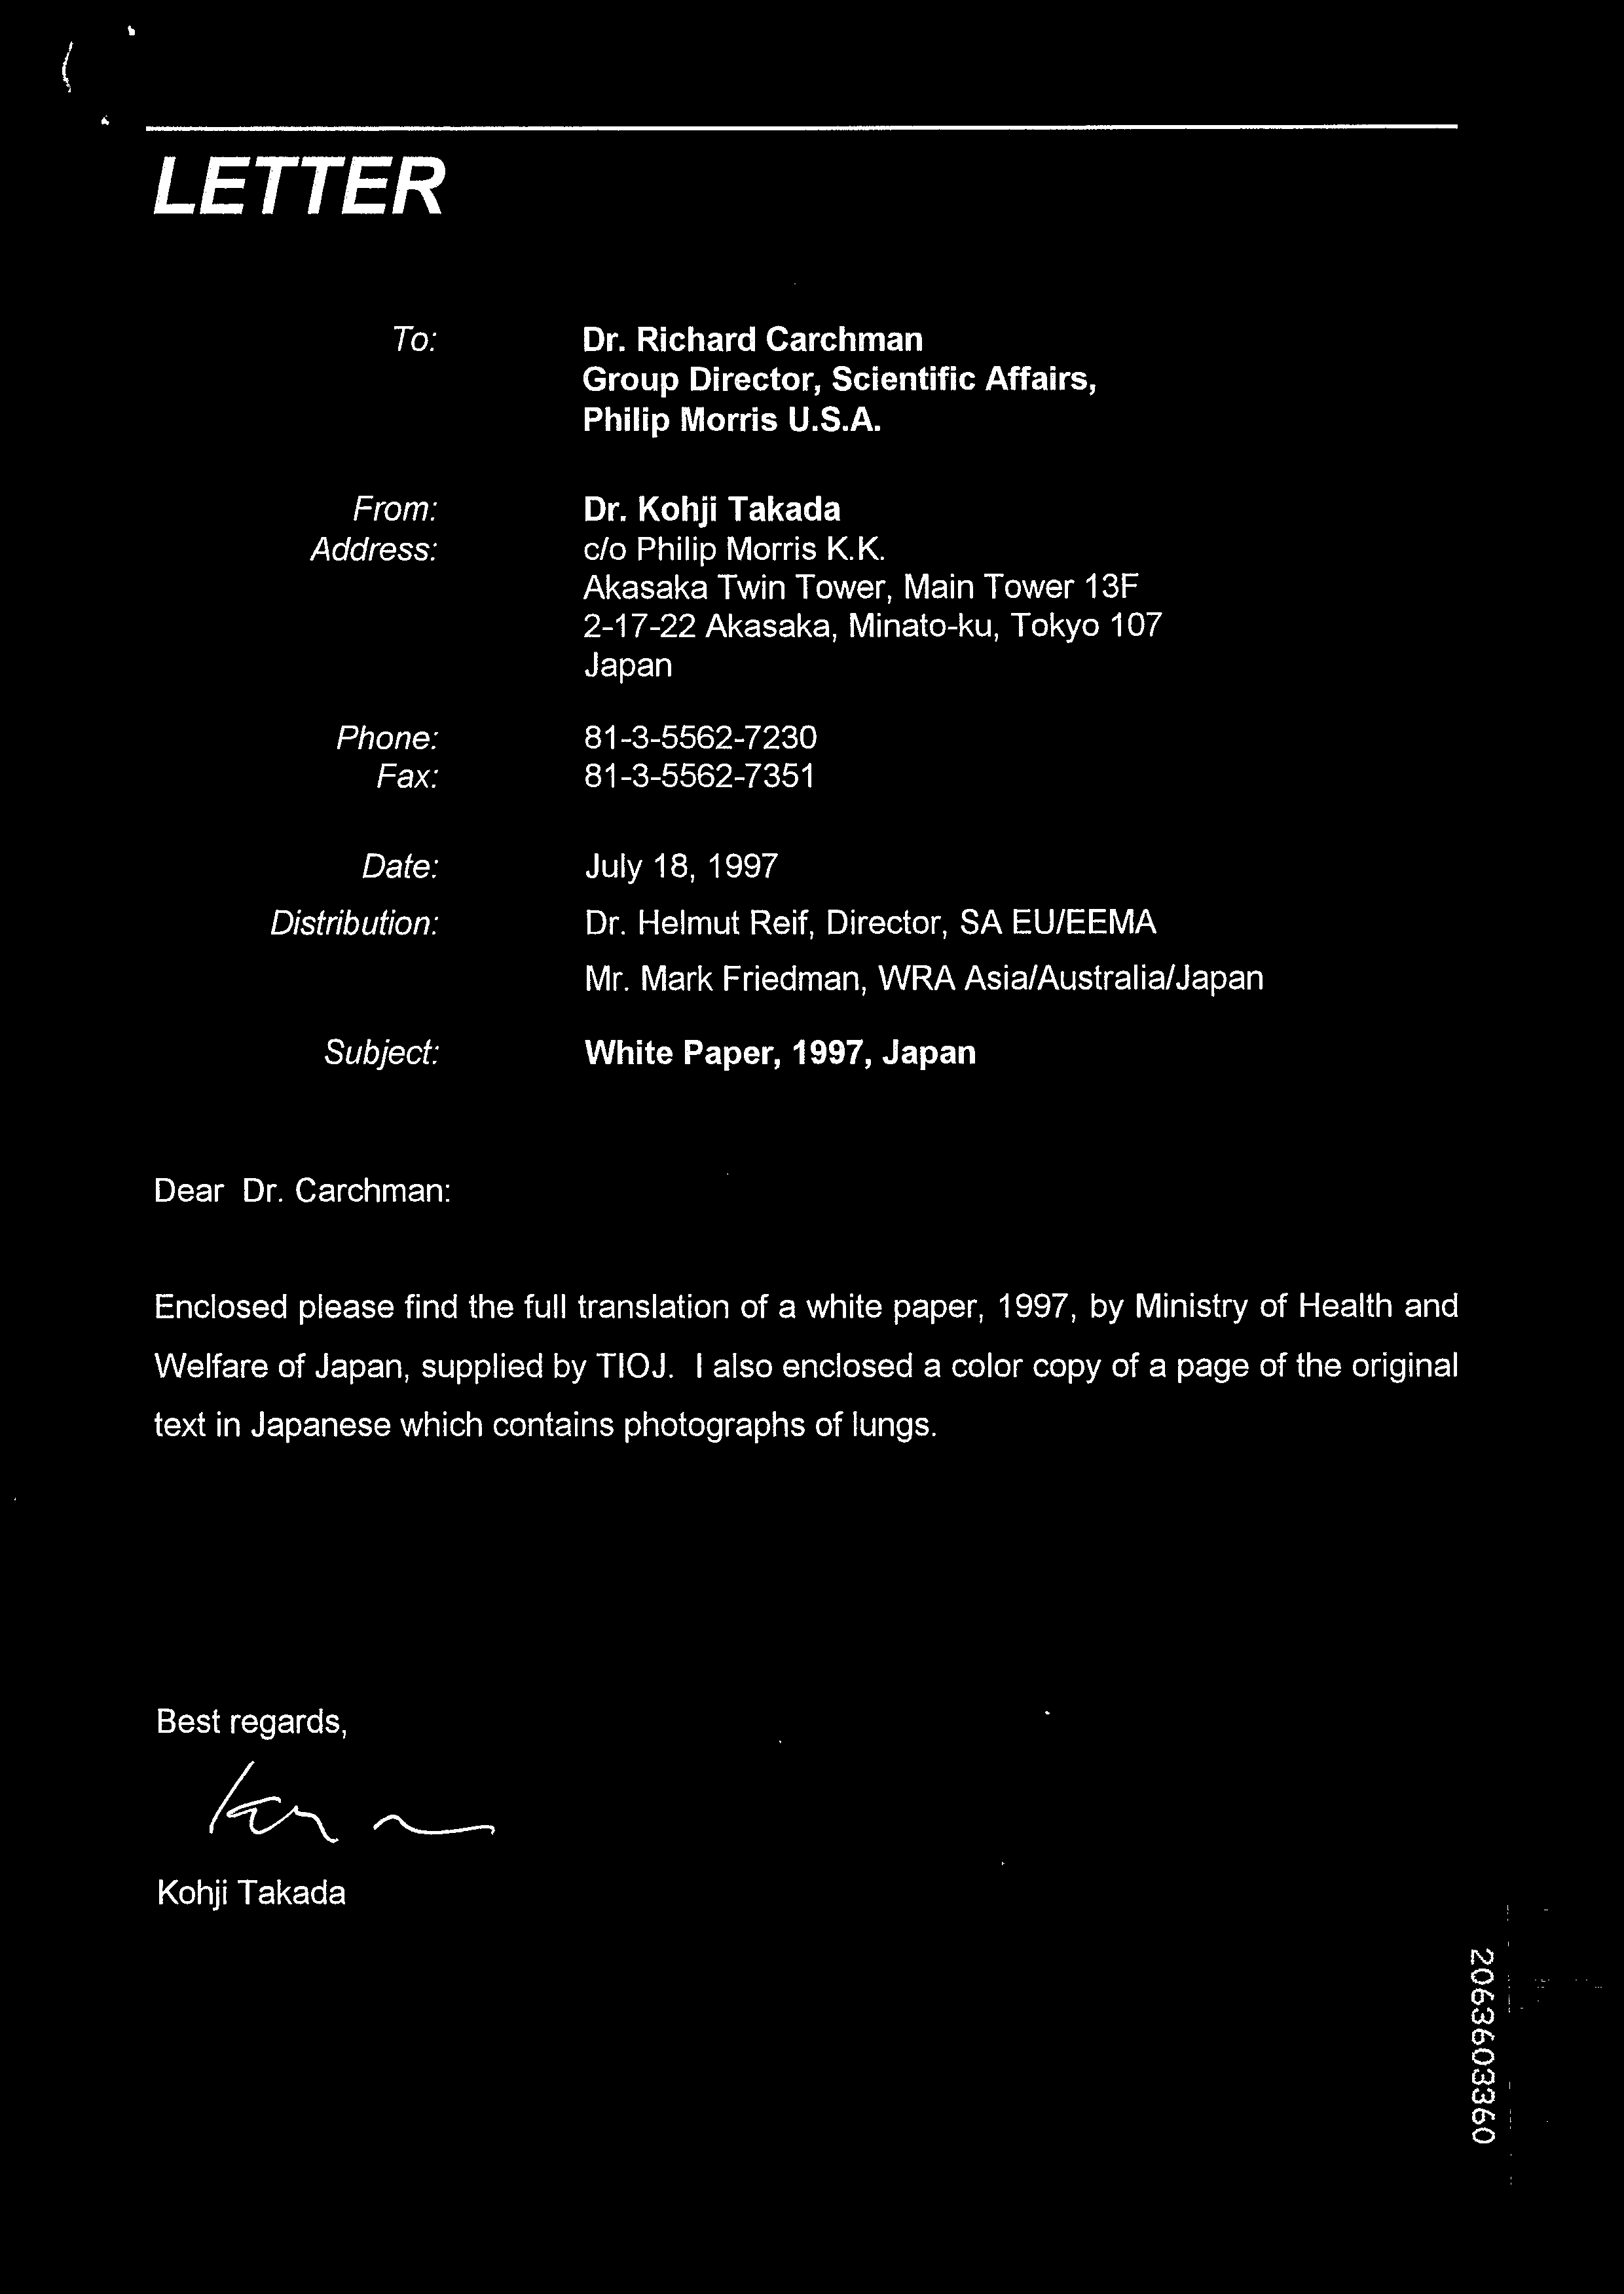 LETTER
To: Dr. Richard Carchman
Group Director, Scientific Affairs,
Philip Morris U.S.A.
From: Dr. Kohji Takada
Address: c/o Philip Morris K.K.
Akasaka Twin Tower, Main Tower 13F
2-17-22 Akasaka, Minato-ku, Tokyo 107
Japan
Phone: 81-3-5562-7230
Fax: 81-3-5562-7351
Date: July 18, 1997
Distribution: Dr. Helmut Reif, Director, SA EU/EEMA
Mr. Mark Friedman, WRA Asia/Australia/Japan
Subject: White Paper, 1997, Japan
Dear Dr. Carchman:
Enclosed please find the full translation of a white paper, 1997, by Ministry of Health and
Welfare of Japan, supplied by TIOJ. I also enclosed a color copy of a page of the original
text in Japanese which contains photographs of lungs.
Best regards,
Kohji Takada
2063603360